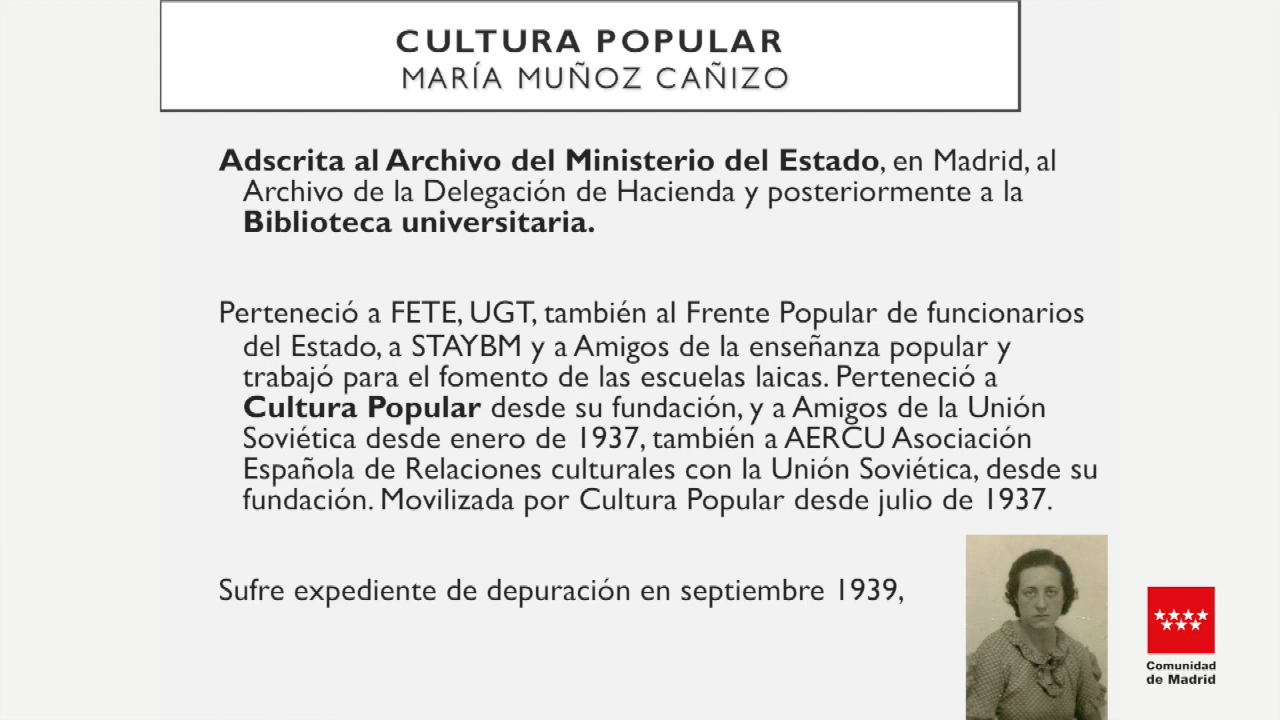 CULTURA POPULAR
MARÍA MUÑOZ CAÑIZO
Adscrita al Archivo del Ministerio del Estado, en Madrid, al
Archivo de la Delegación de Hacienda y posteriormente a la
Biblioteca universitaria.
Perteneció a FETE, UGT, también al Frente Popular de funcionarios
del Estado, a STAYBM y a Amigos de la enseñanza popular y
trabajó para el fomento de las escuelas laicas. Perteneció a
Cultura Popular desde su fundación, y a Amigos de la Unión
Soviética desde enero de 1937, también a AERCU Asociación
Española de Relaciones culturales con la Unión Soviética, desde su
fundación. Movilizada por Cultura Popular desde julio de 1937.
Sufre expediente de depuración en septiembre 1939,
Comunidad
de Madrid